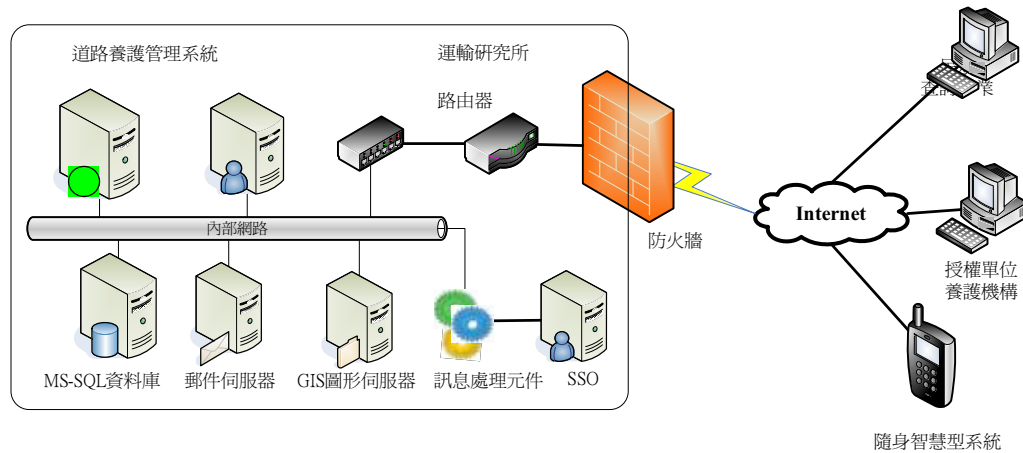 道路養護管理系統
運輸研究所
路由器
內部網路
防火牆
Internet
授權單位
養護機構
MS-SQL資料庫
郵件伺服器
GIS圖形伺服器
訊息處理元件
SSO
隨身智慧型系統